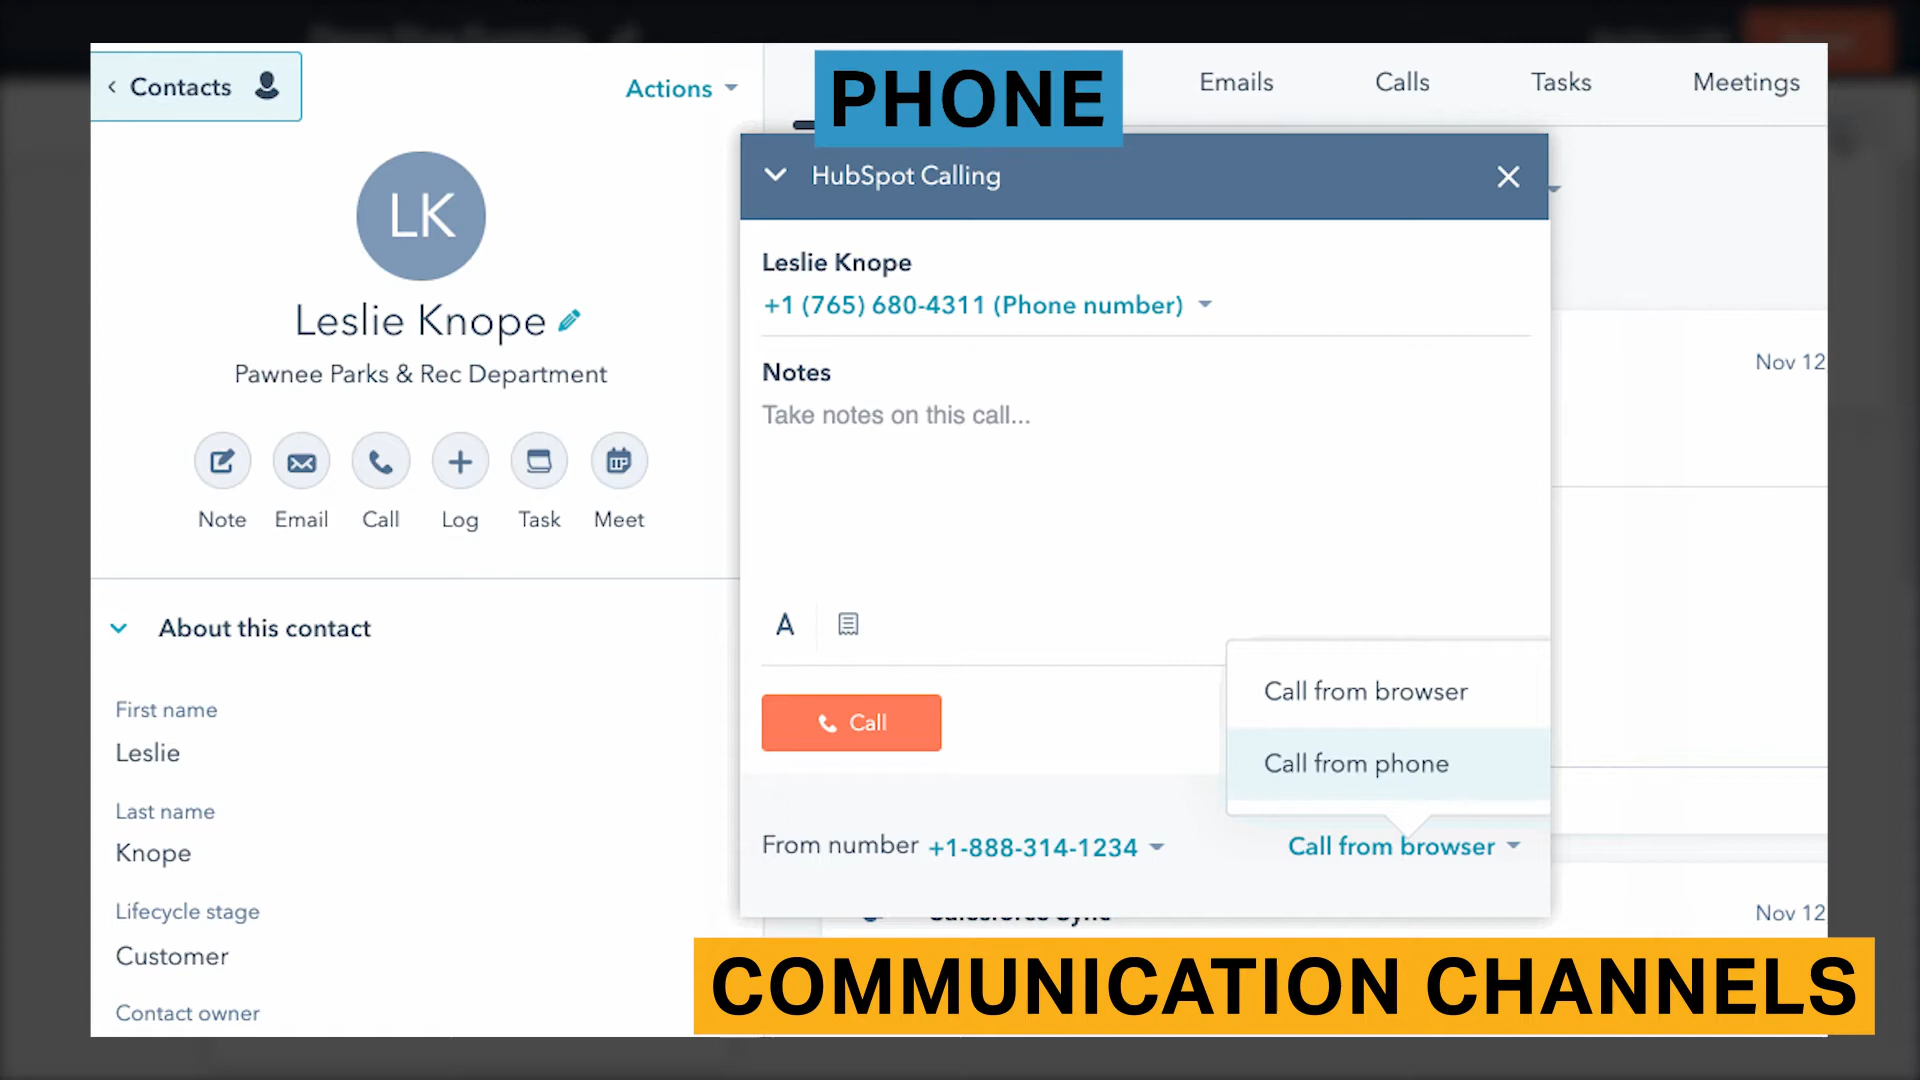 Contacts
Actions
PHONE
Emails
Calls
Tasks
Meetings
LK
Leslie Knope
Pawnee Parks & Rec Department
Note
Email
Call
Log
Task
Meet
About this contact
First name
Leslie
Last name
Knope
Lifecycle stage
Customer
Contact owner
HubSpot Calling
Leslie Knope
+1 (765) 680-4311 (Phone number)
Notes
Take notes on this call...
A
Call
Call from browser
Call from phone
From number +1-888-314-1234
Call from browser
Nov 12
Salesforce Sync
Nov 12
COMMUNICATION CHANNELS